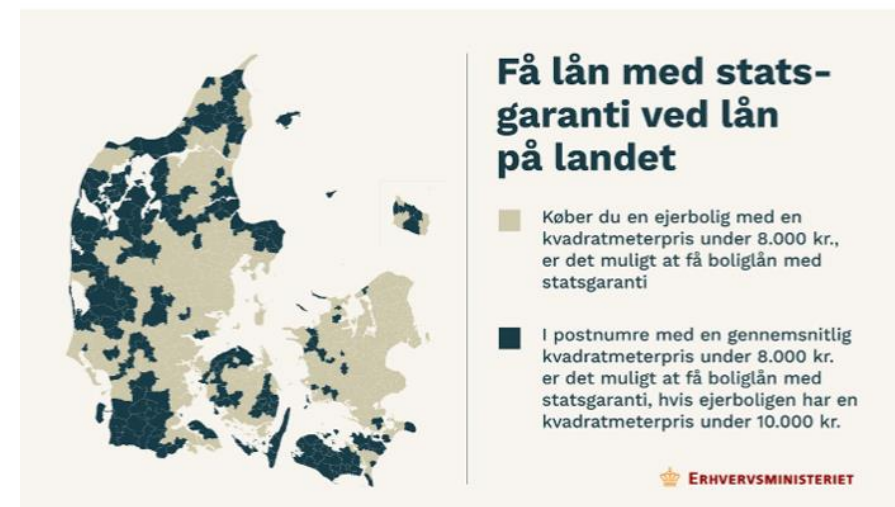 Få lån med stats-
garanti ved lån
på landet
Køber du en ejerbolig med en
kvadratmeterpris under 8.000 kr.,
er det muligt at få boliglån med
statsgaranti
I postnumre med en gennemsnitlig
kvadratmeterpris under 8.000 kr.
er det muligt at få boliglån med
statsgaranti, hvis ejerboligen har en
kvadratmeterpris under 10.000 kr.
ERHVERVSMINISTERIET